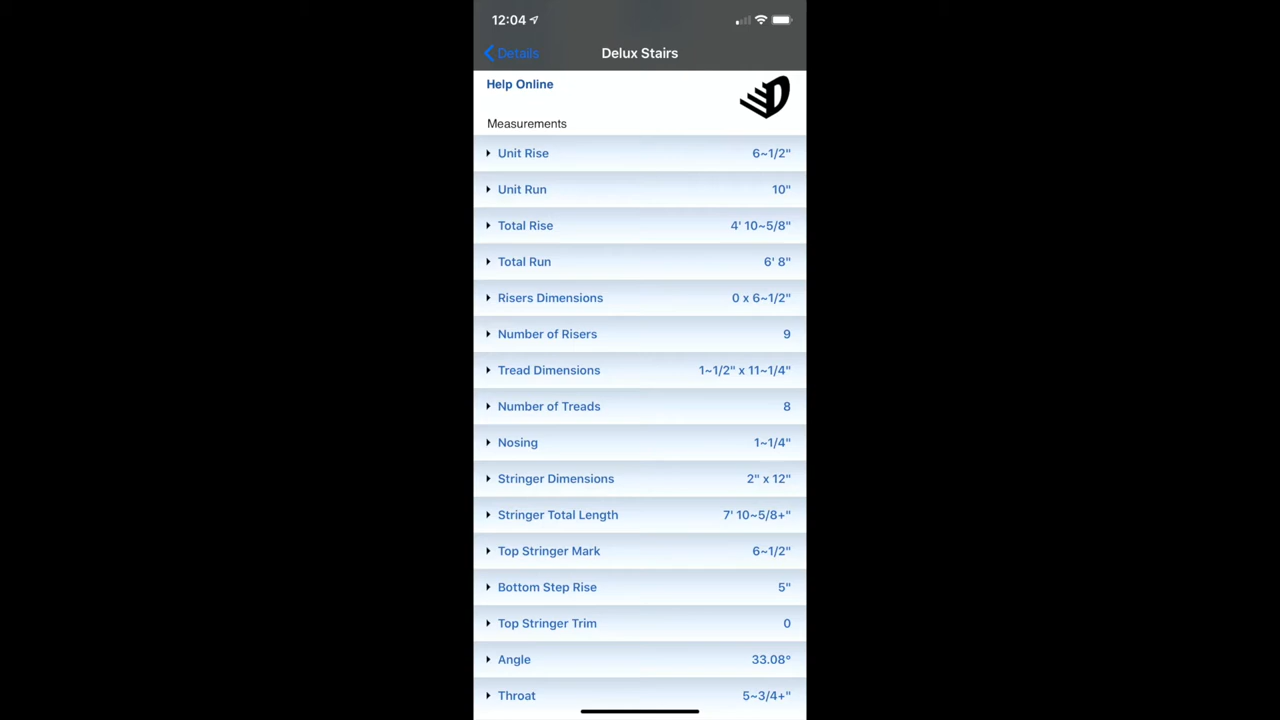 12:04
Details
Delux Stairs
Help Online
Measurements
Unit Rise 6~1/2"
Unit Run 10"
Total Rise 4' 10~5/8"
Total Run 6' 8"
Risers Dimensions 0 x 6~1/2"
Number of Risers 9
Tread Dimensions 1~1/2" x 11~1/4"
Number of Treads 8
Nosing 1~1/4"
Stringer Dimensions 2" x 12"
Stringer Total Length 7' 10~5/8+"
Top Stringer Mark 6~1/2"
Bottom Step Rise 5"
Top Stringer Trim 0
Angle 33.08°
Throat 5~3/4+"